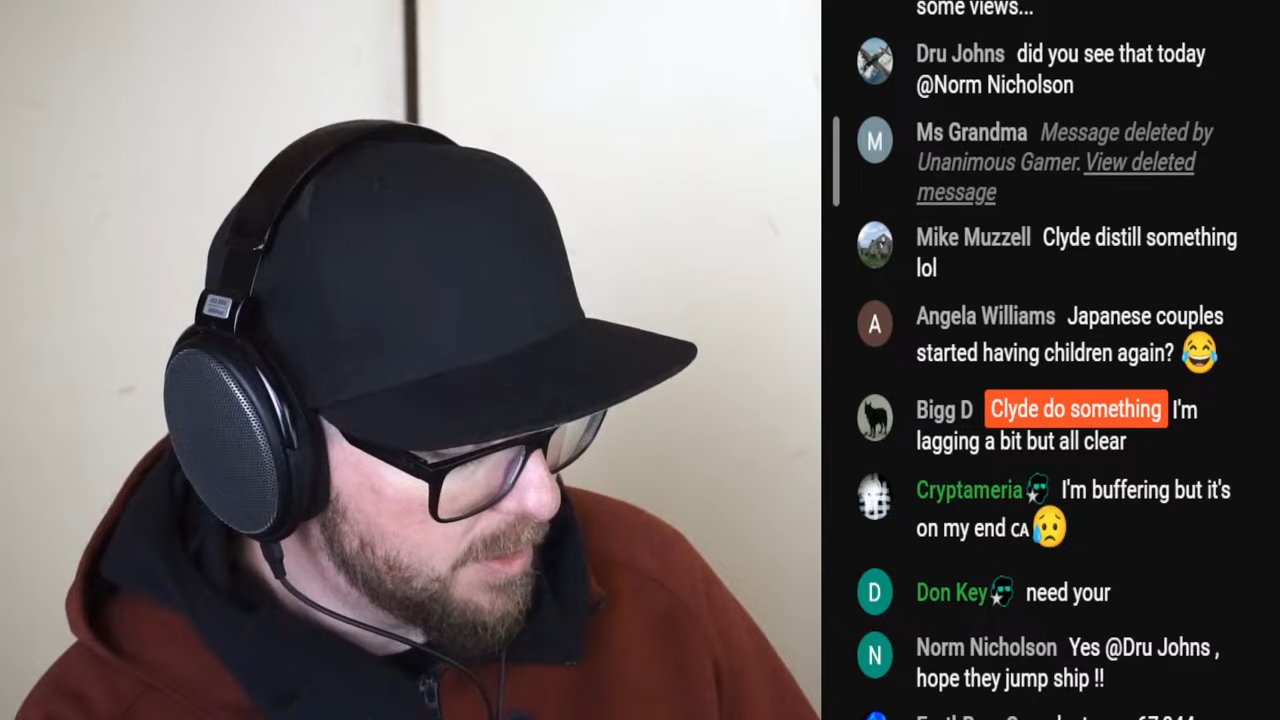 some views...
Dru Johns did you see that today
@Norm Nicholson
M Ms Grandma Message deleted by
Unanimous Gamer. View deleted
message
Mike Muzzell Clyde distill something
lol
A Angela Williams Japanese couples
started having children again? 😂
Bigg D Clyde do something I'm
lagging a bit but all clear
Cryptameria I'm buffering but it's
on my end CA 😥
D Don Key need your
N Norm Nicholson Yes @Dru Johns ,
hope they jump ship !!